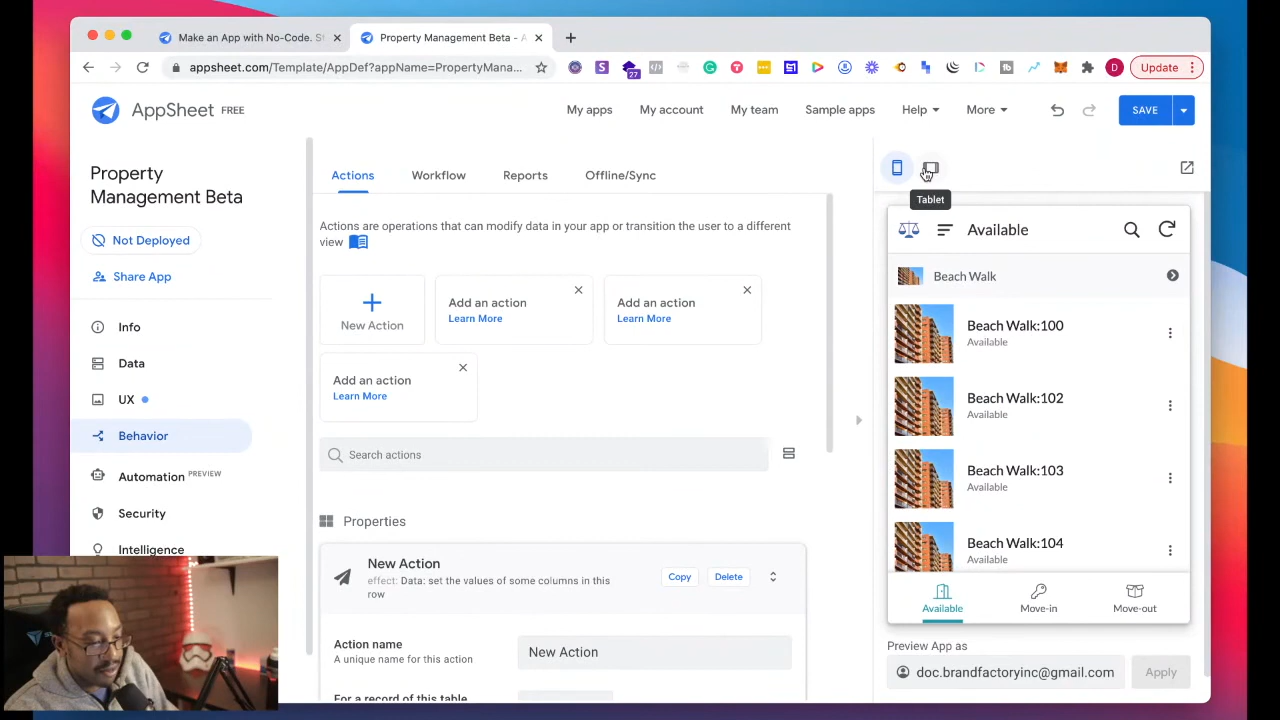 Make an App with No-Code. St
Property Management Beta - A
appsheet.com/Template/AppDef?appName=PropertyMana...
27
D
Update
AppSheet FREE
My apps
My account
My team
Sample apps
Help
More
SAVE
Property
Management Beta
Not Deployed
Share App
Info
Data
UX
Behavior
Automation PREVIEW
Security
Intelligence
Actions
Workflow
Reports
Offline/Sync
Actions are operations that can modify data in your app or transition the user to a different
view
New Action
Add an action
Learn More
Add an action
Learn More
Add an action
Learn More
Search actions
Properties
New Action
effect: Data: set the values of some columns in this
row
Copy
Delete
Action name
A unique name for this action
New Action
For a record of this table
Tablet
Available
Beach Walk
Beach Walk:100
Available
Beach Walk:102
Available
Beach Walk:103
Available
Beach Walk:104
Available
Available
Move-in
Move-out
Preview App as
doc.brandfactoryinc@gmail.com
Apply